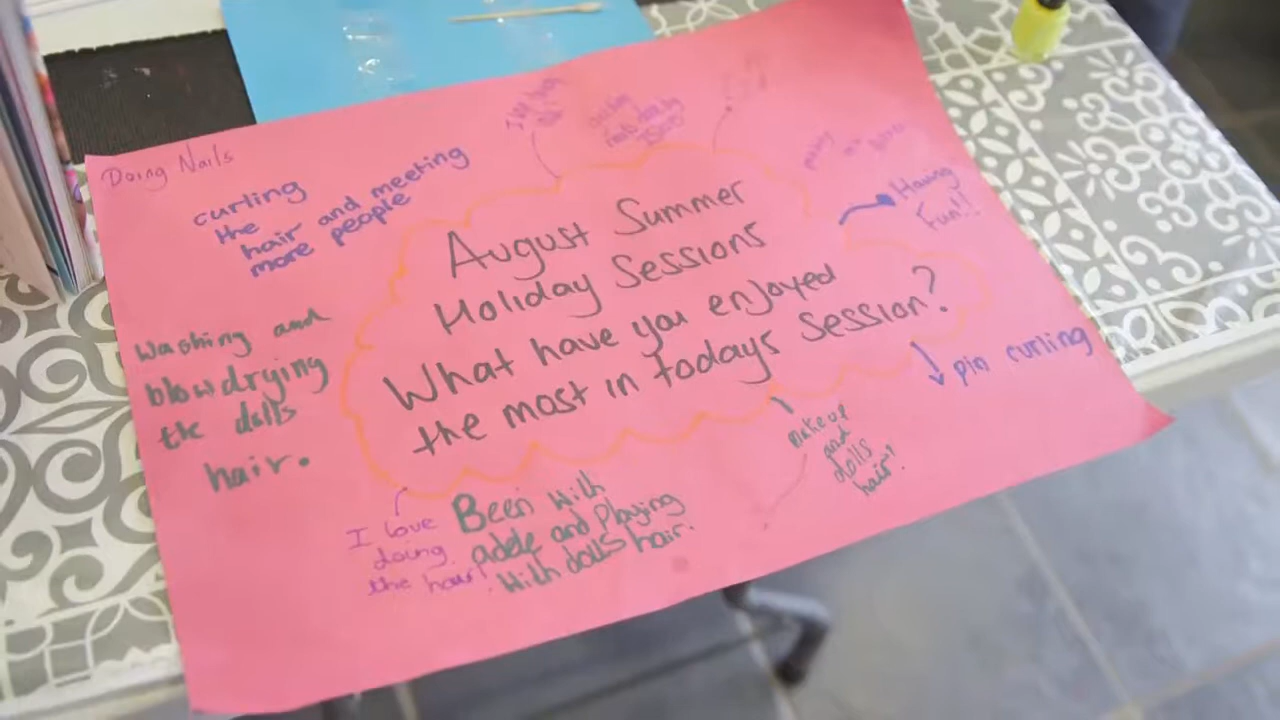 Doing Nails
curling
the
hair and meeting
more people
August Summer
Holiday Sessions
What have you enjoyed
the most in todays session?
Having
Fun!!
pin curling
Washing and
blowdrying
the dolls
hair.
makeup
and
dolls
hair!
I love
doing
the hair!
Been with
adele and Playing
with dolls hair.